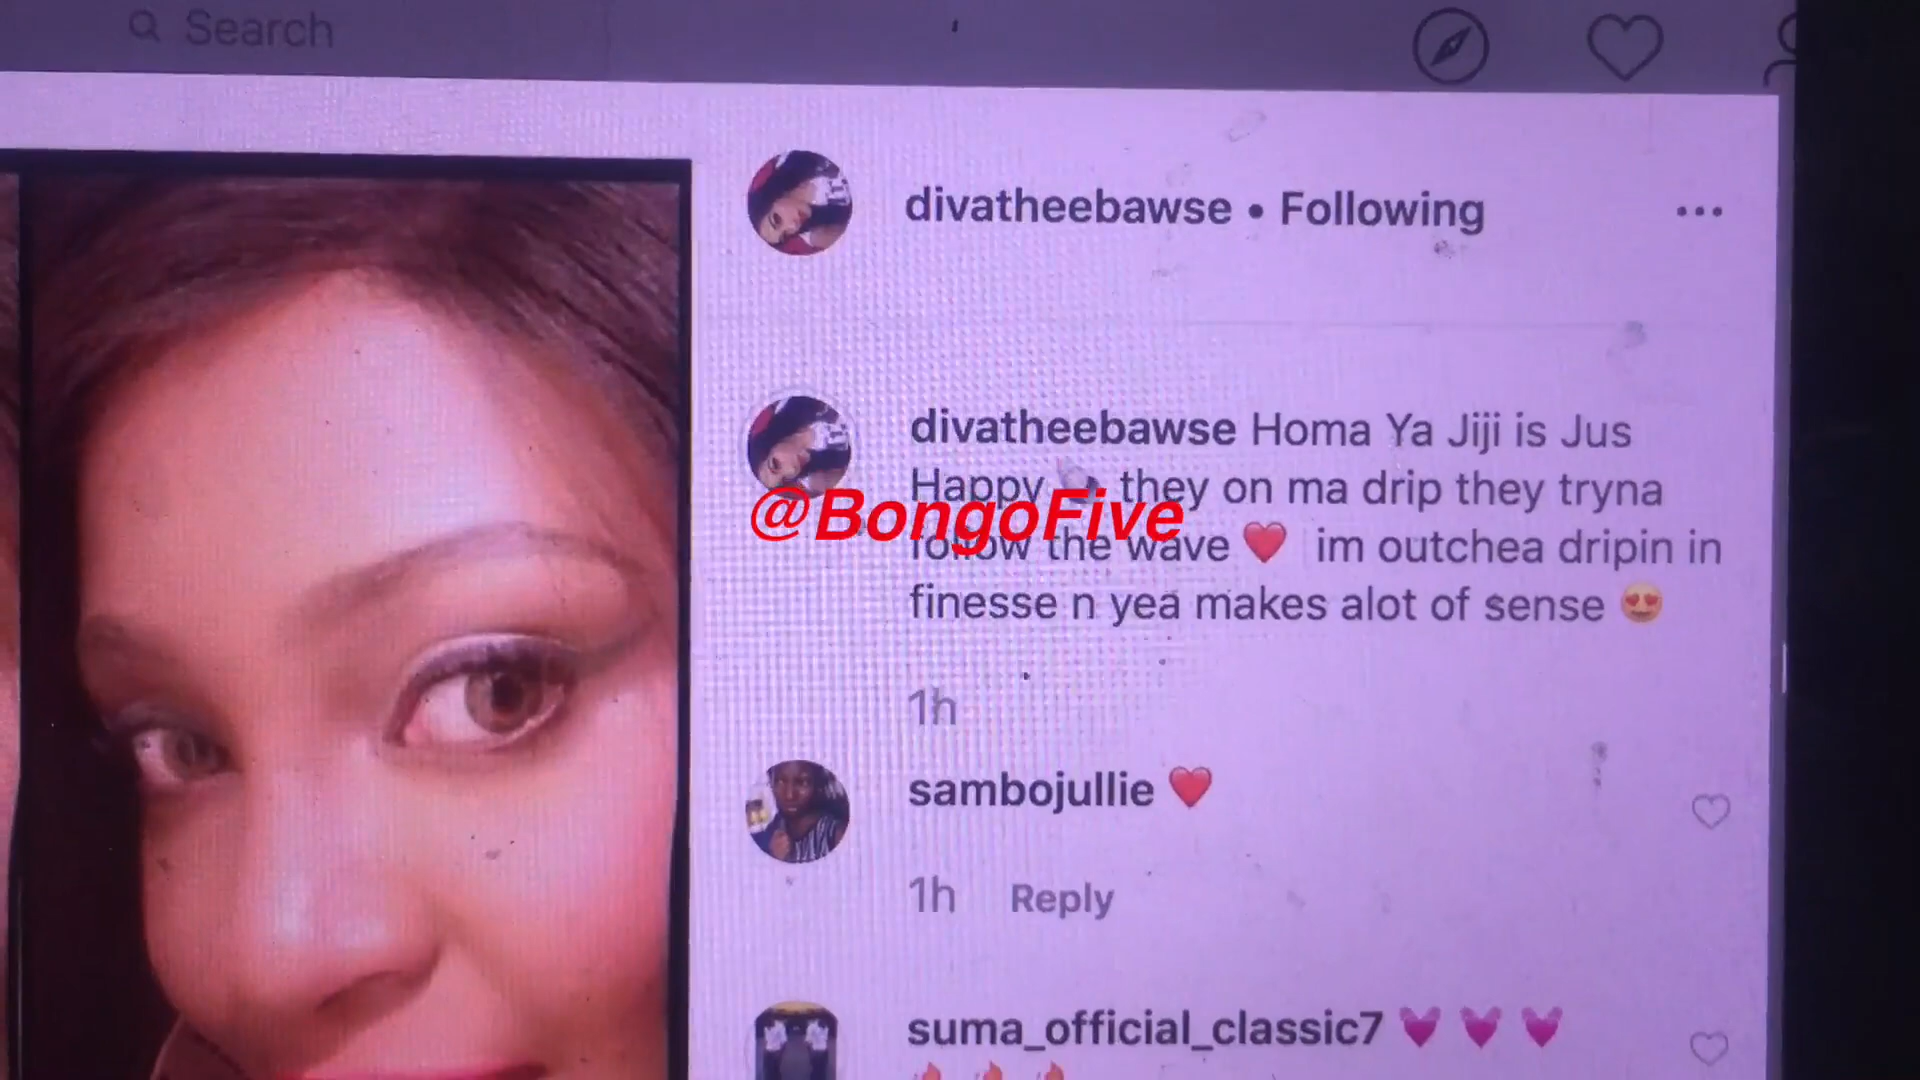 Search
divatheebawse • Following
divatheebawse Homa Ya Jiji is Jus
Happy they on ma drip they tryna
@BongoFive
follow the wave ❤️ im outchea dripin in
finesse n yea makes alot of sense 😍
1h
sambojullie ❤️
1h Reply
suma_official_classic7 💓 💓 💓
🔥 🔥 🔥